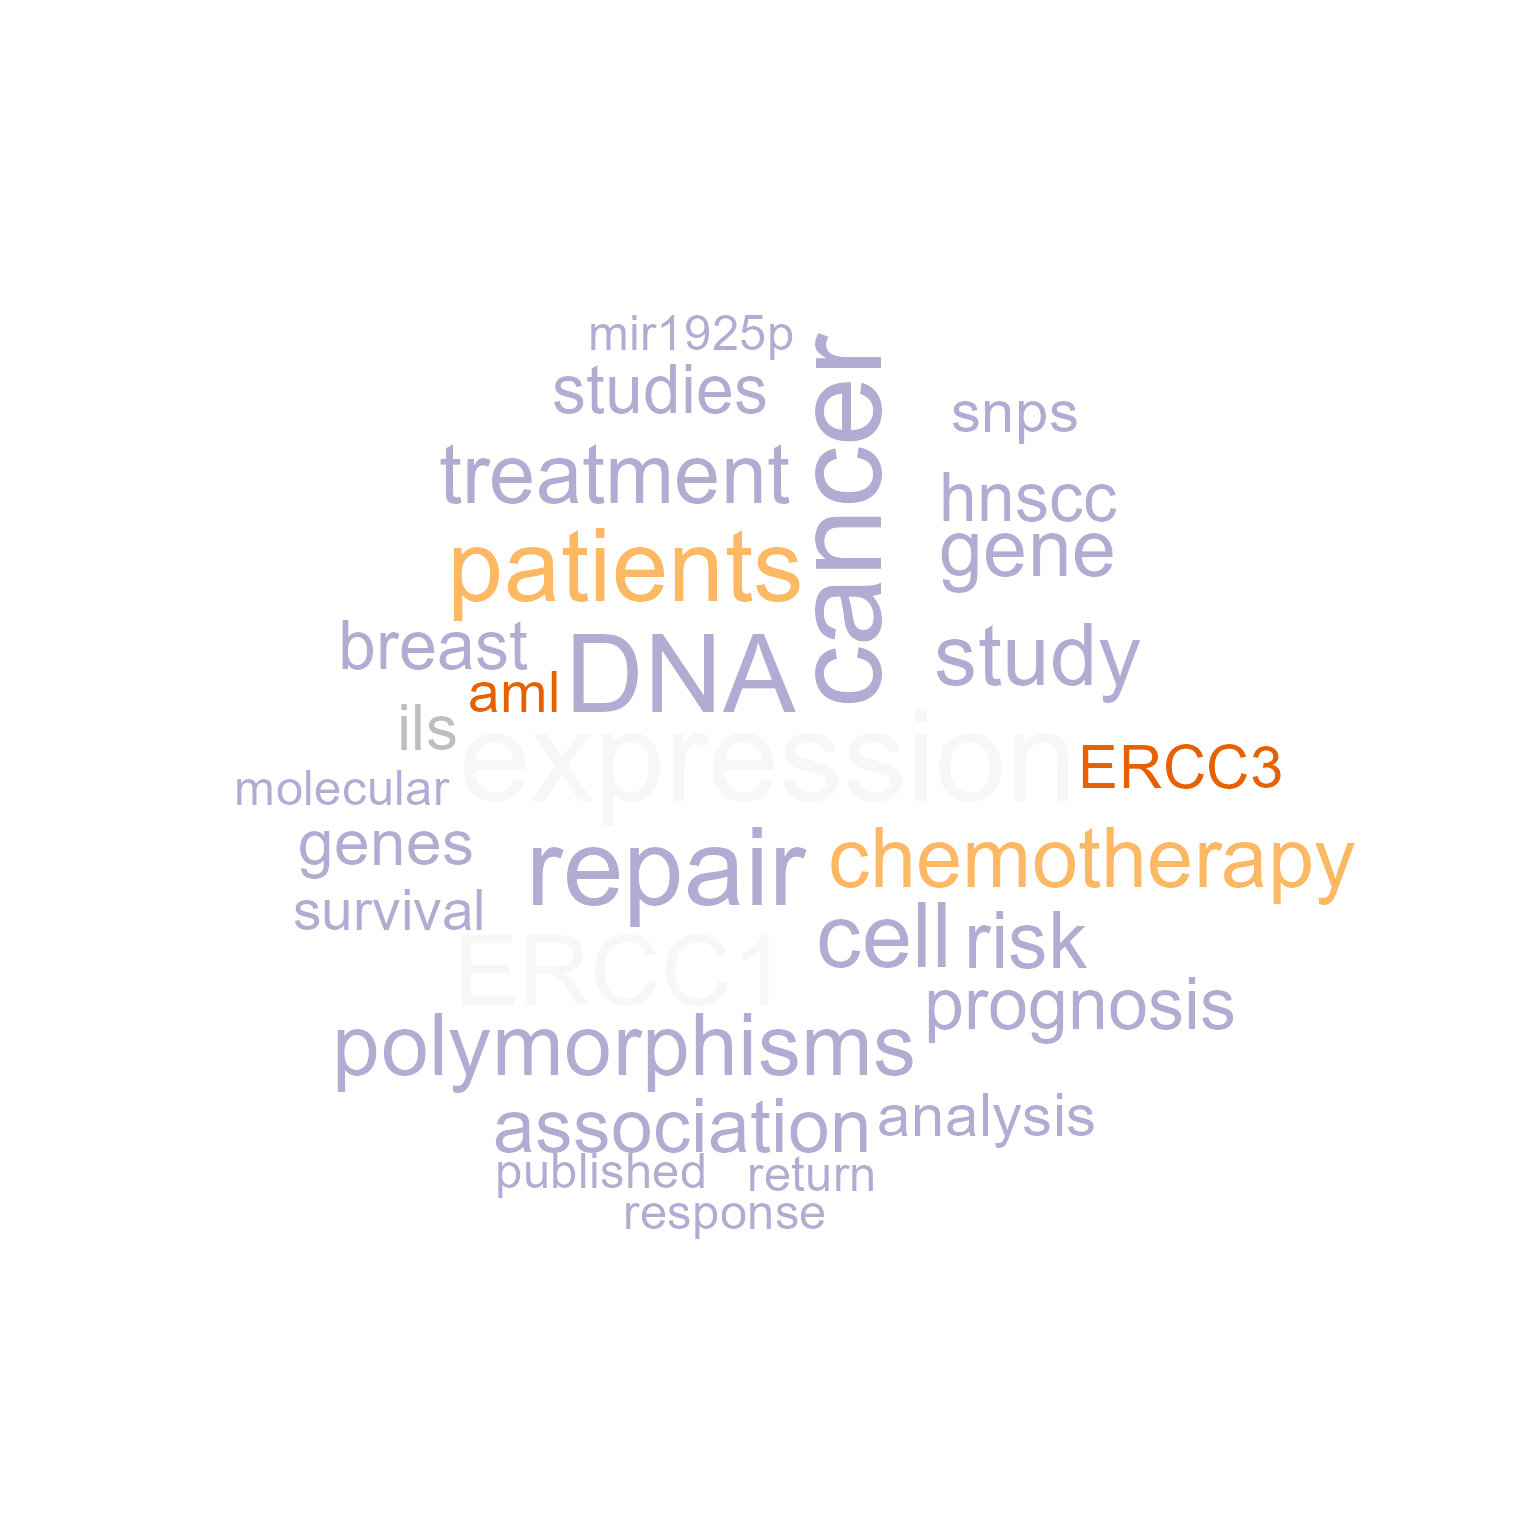 mir1925p
studies
cancer
snps
treatment
hnscc
patients
gene
breast
DNA
study
aml
ils
expression
ERCC3
molecular
genes
repair
chemotherapy
survival
cell
risk
ERCC1
prognosis
polymorphisms
association
analysis
published
return
response